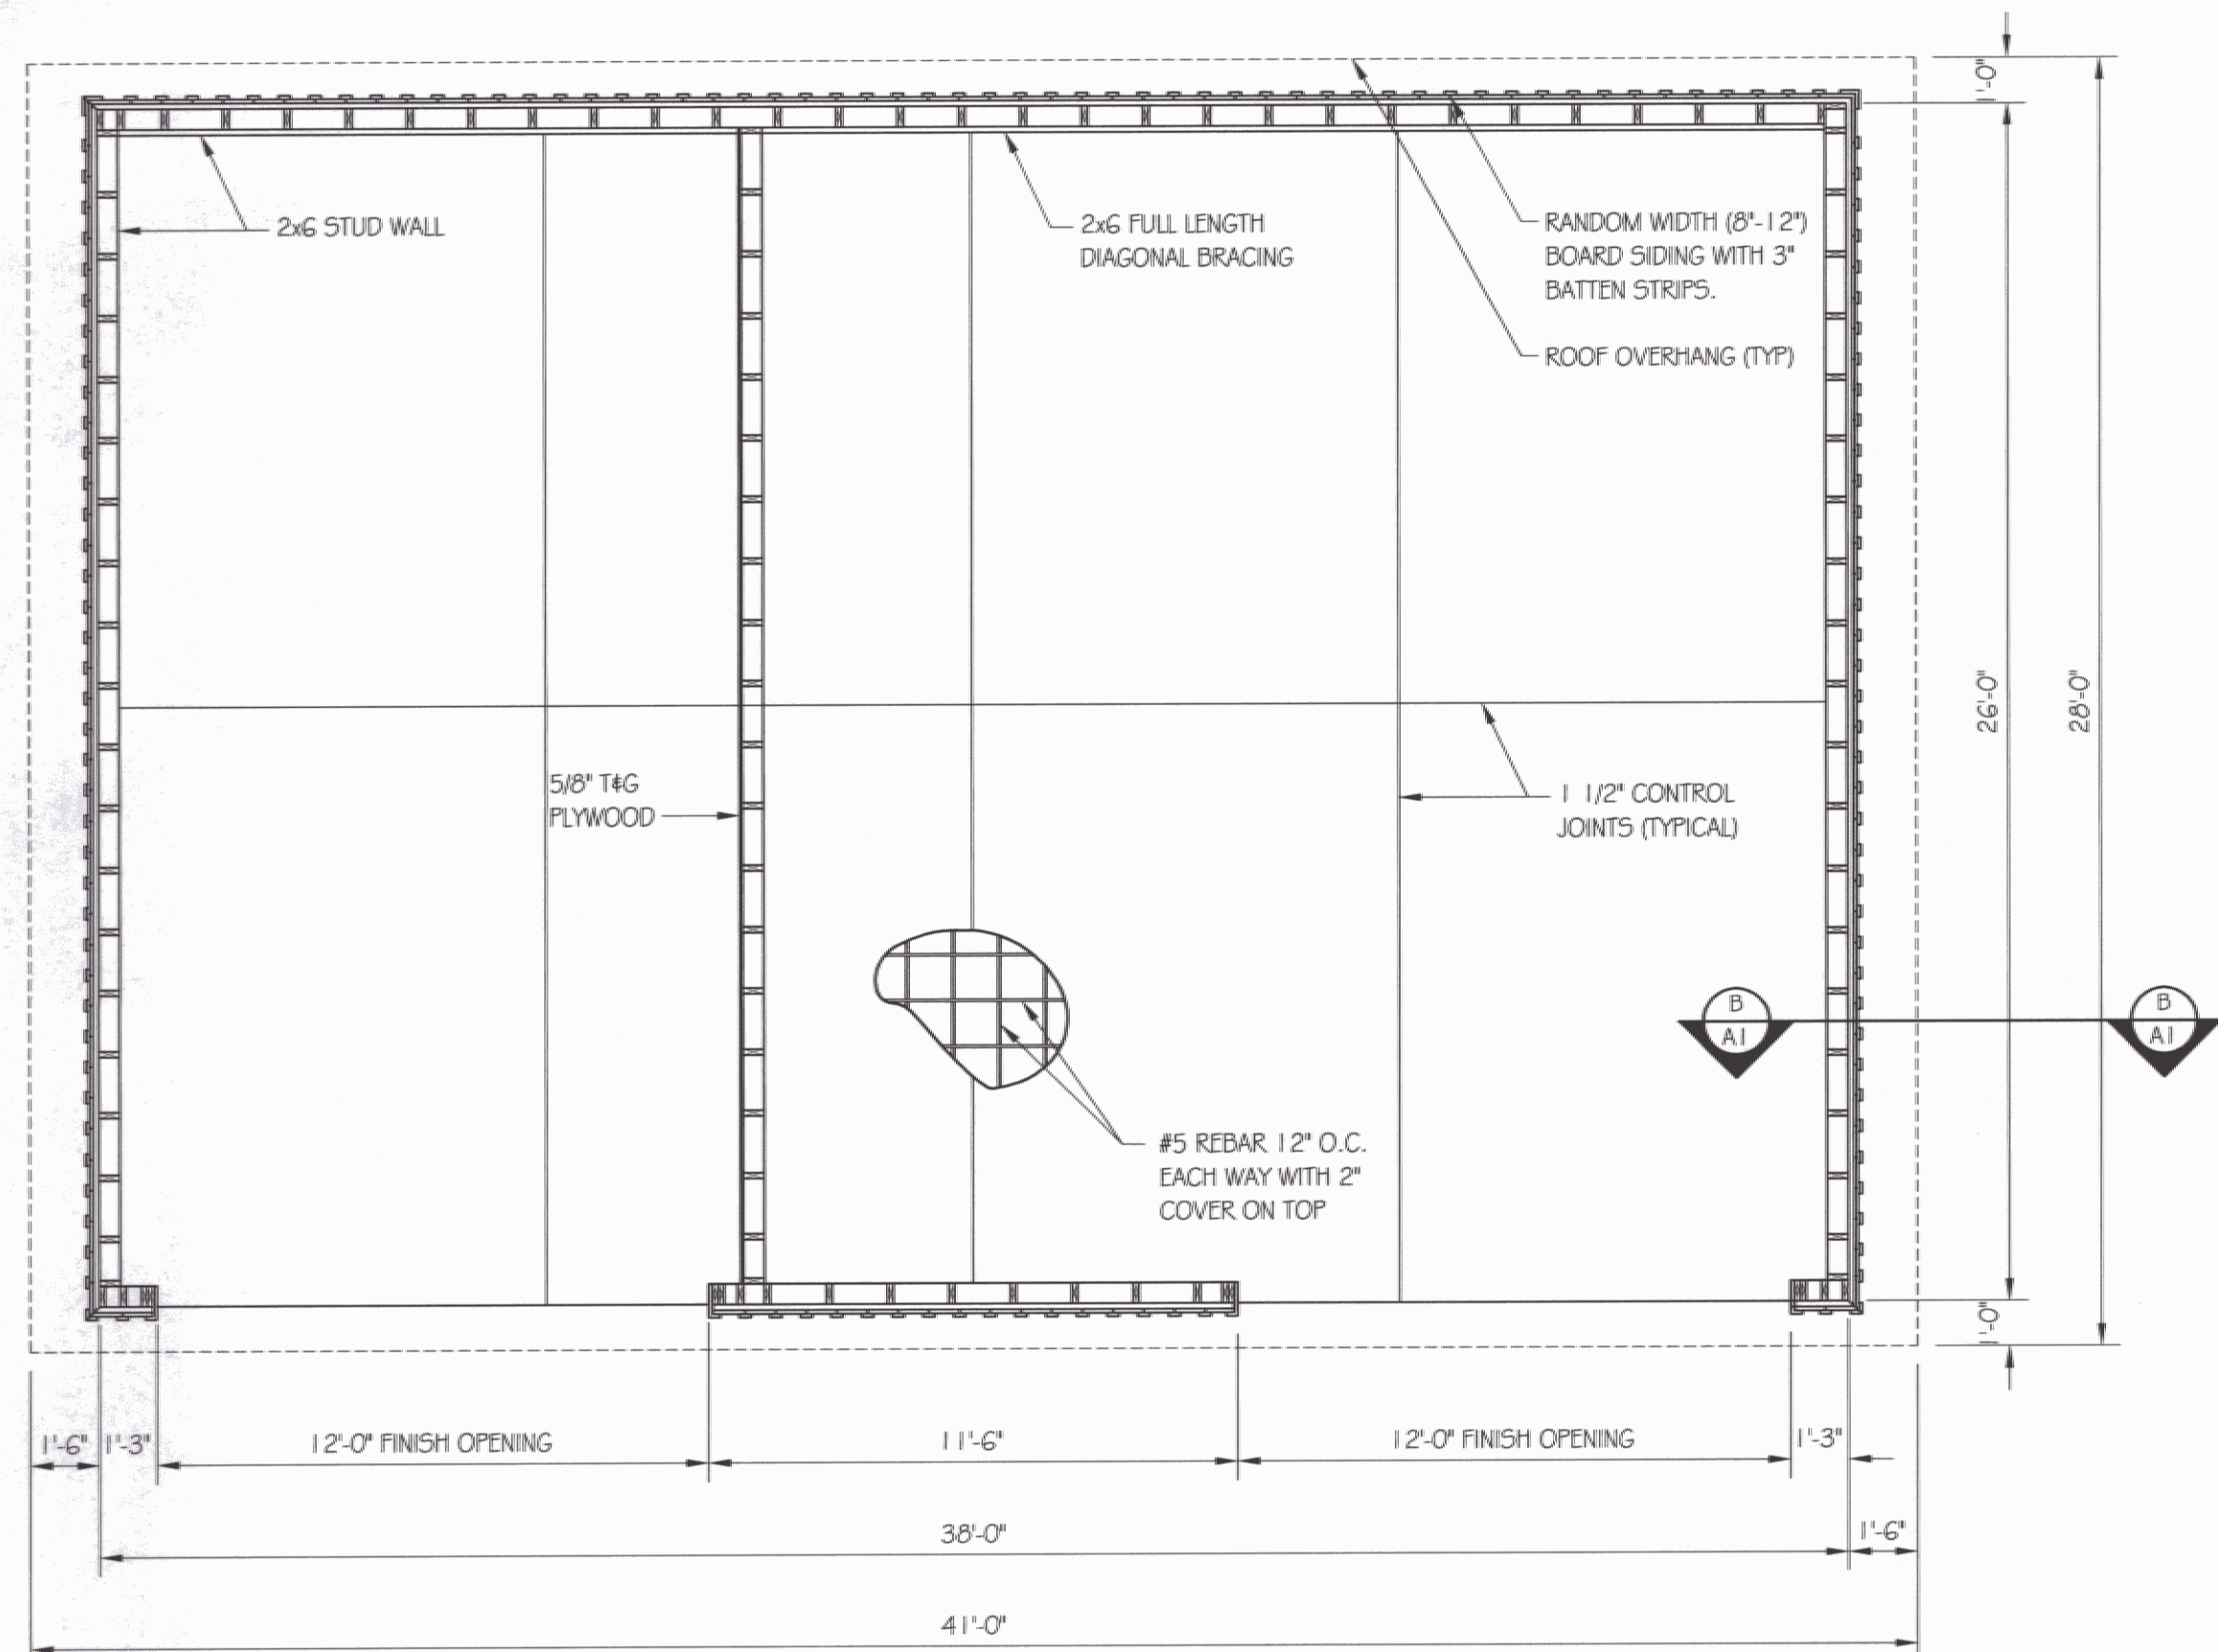 1'-0"
2x6 STUD WALL
2x6 FULL LENGTH
DIAGONAL BRACING
RANDOM WIDTH (8"-12")
BOARD SIDING WITH 3"
BATTEN STRIPS.
ROOF OVERHANG (TYP)
26'-0"
28'-0"
5/8" T&G
PLYWOOD
1 1/2" CONTROL
JOINTS (TYPICAL)
B
A1
B
A1
#5 REBAR 12" O.C.
EACH WAY WITH 2"
COVER ON TOP
1'-0"
1'-6"
1'-3"
12'-0" FINISH OPENING
11'-6"
12'-0" FINISH OPENING
1'-3"
38'-0"
1'-6"
41'-0"